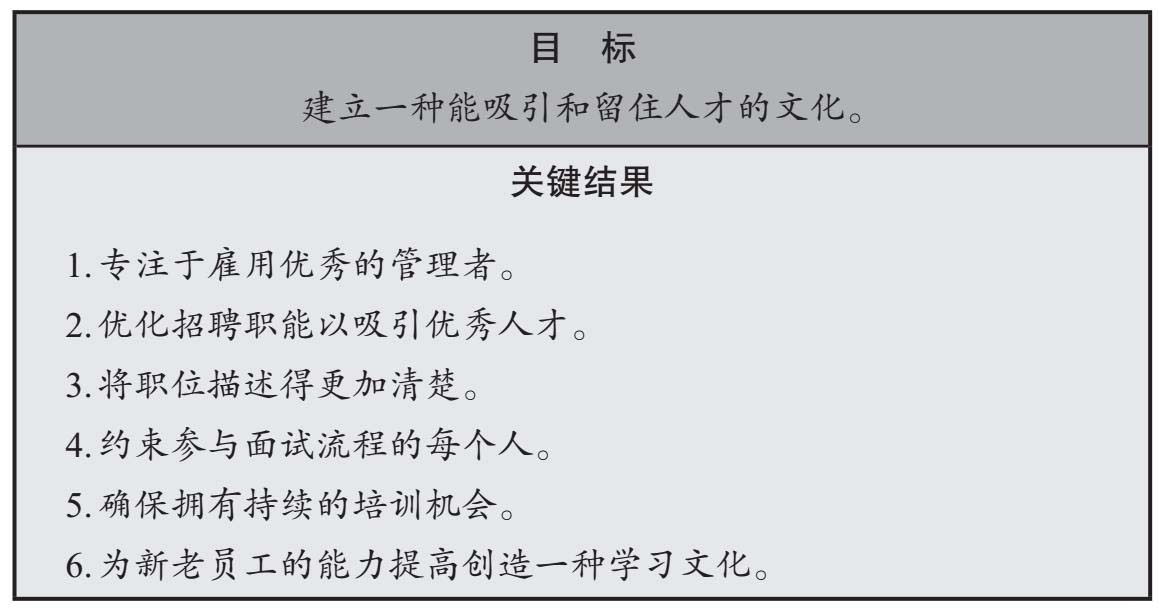 目　标
建立一种能吸引和留住人才的文化。
关键结果
1.专注于雇用优秀的管理者。
2.优化招聘职能以吸引优秀人才。
3.将职位描述得更加清楚。
4.约束参与面试流程的每个人。
5.确保拥有持续的培训机会。
6.为新老员工的能力提高创造一种学习文化。